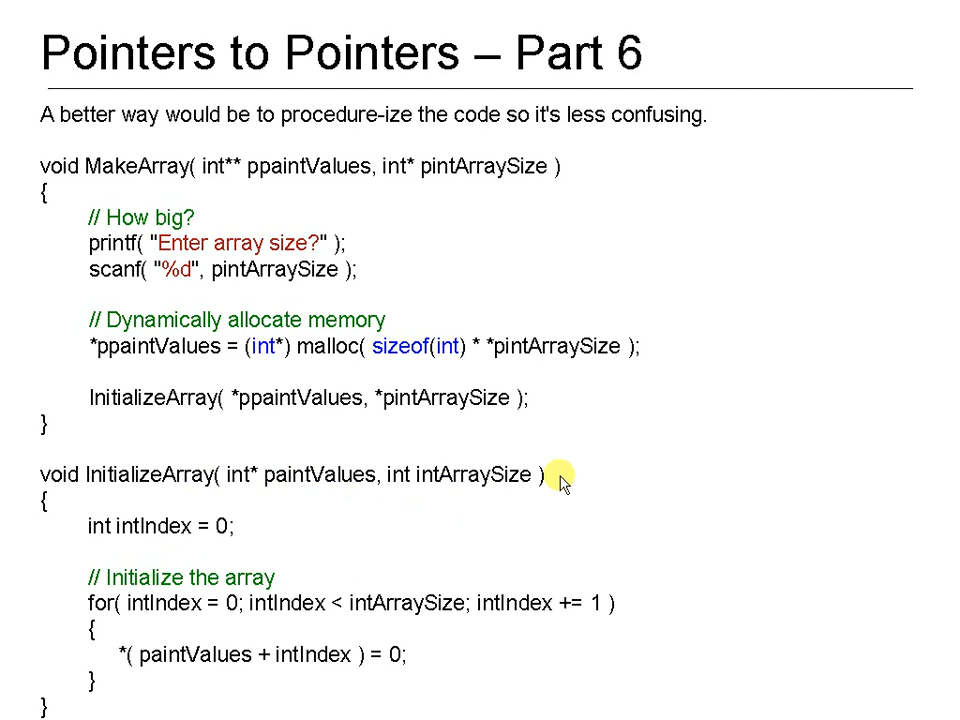 Pointers to Pointers – Part 6
A better way would be to procedure-ize the code so it's less confusing.
void MakeArray( int** ppaintValues, int* pintArraySize )
{
// How big?
printf( "Enter array size?" );
scanf( "%d", pintArraySize );
// Dynamically allocate memory
*ppaintValues = (int*) malloc( sizeof(int) * *pintArraySize );
InitializeArray( *ppaintValues, *pintArraySize );
}
void InitializeArray( int* paintValues, int intArraySize )
{
int intIndex = 0;
// Initialize the array
for( intIndex = 0; intIndex < intArraySize; intIndex += 1 )
{
*( paintValues + intIndex ) = 0;
}
}